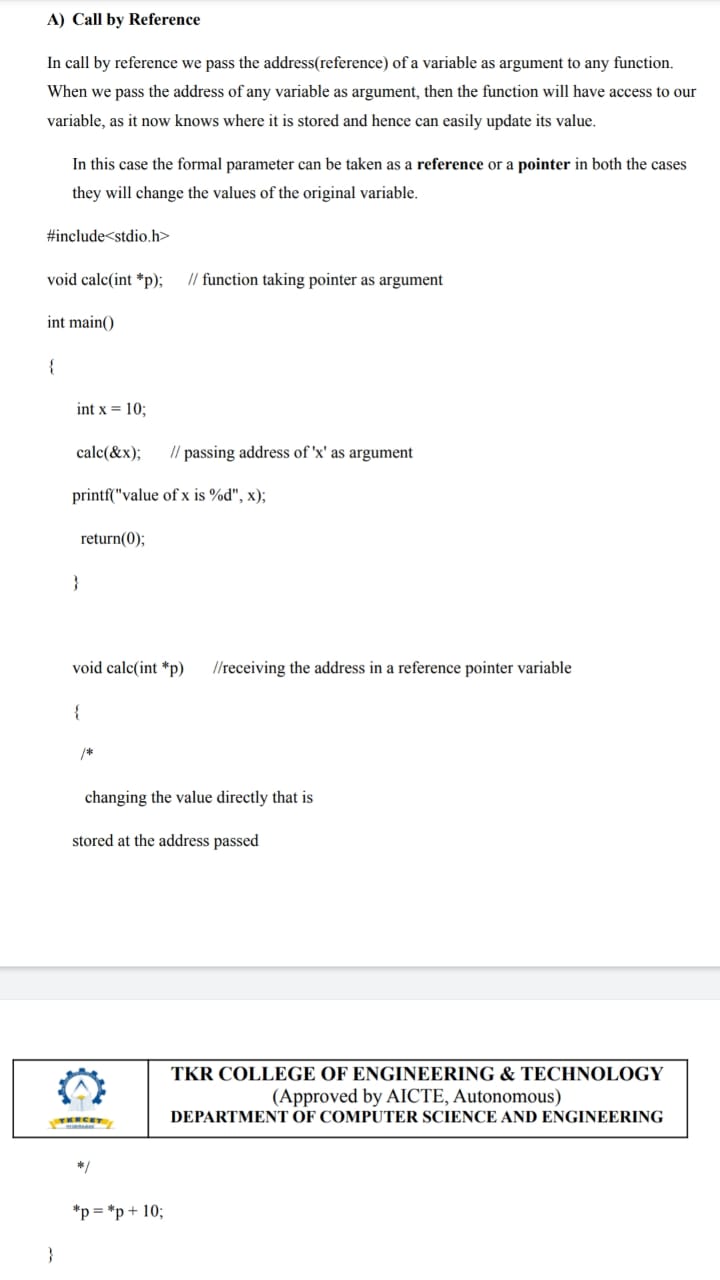 A) Call by Reference
In call by reference we pass the address(reference) of a variable as argument to any function.
When we pass the address of any variable as argument, then the function will have access to our
variable, as it now knows where it is stored and hence can easily update its value.
In this case the formal parameter can be taken as a reference or a pointer in both the cases
they will change the values of the original variable.
#include<stdio.h>
void calc(int *p); // function taking pointer as argument
int main()
{
int x = 10;
calc(&x); // passing address of 'x' as argument
printf("value of x is %d", x);
return(0);
}
void calc(int *p) //receiving the address in a reference pointer variable
{
/*
changing the value directly that is
stored at the address passed
TKR COLLEGE OF ENGINEERING & TECHNOLOGY
(Approved by AICTE, Autonomous)
DEPARTMENT OF COMPUTER SCIENCE AND ENGINEERING
TKRCET
*/
*p = *p + 10;
}